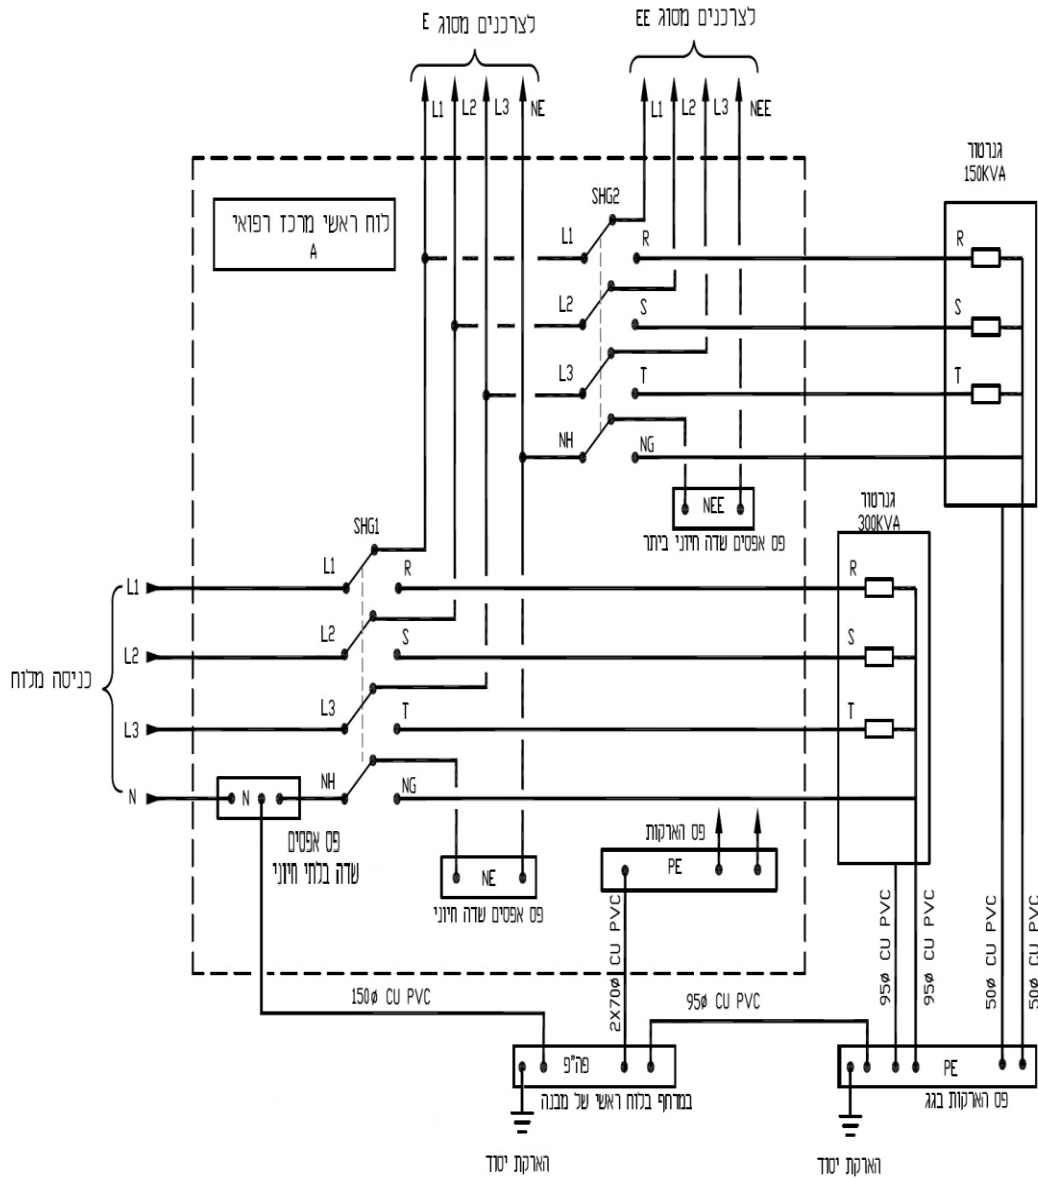 לצרכנים מסוג E
לצרכנים מסוג EE
L1 L2 L3 NE
L1 L2 L3 NEE
גנרטור
150KVA
לוח ראשי מרכז רפואי
A
SHG2
L1 R R
L2 S S
L3 T T
NH NG
NEE
פס אפסים שדה חיוני ביתר
גנרטור
300KVA
SHG1
כניסה מלוח
L1 L1 R R
L2 L2 S S
L3 L3 T T
N N NH NG
פס אפסים
שדה בלתי חיוני
NE
פס אפסים שדה חיוני
פס הארקות
PE
150ø CU PVC
2X70ø CU PVC
95ø CU PVC
95ø CU PVC
95ø CU PVC
50ø CU PVC
50ø CU PVC
פה"פ
במרתף בלוח ראשי של מבנה
הארקת יסוד
PE
פס הארקות בגג
הארקת יסוד